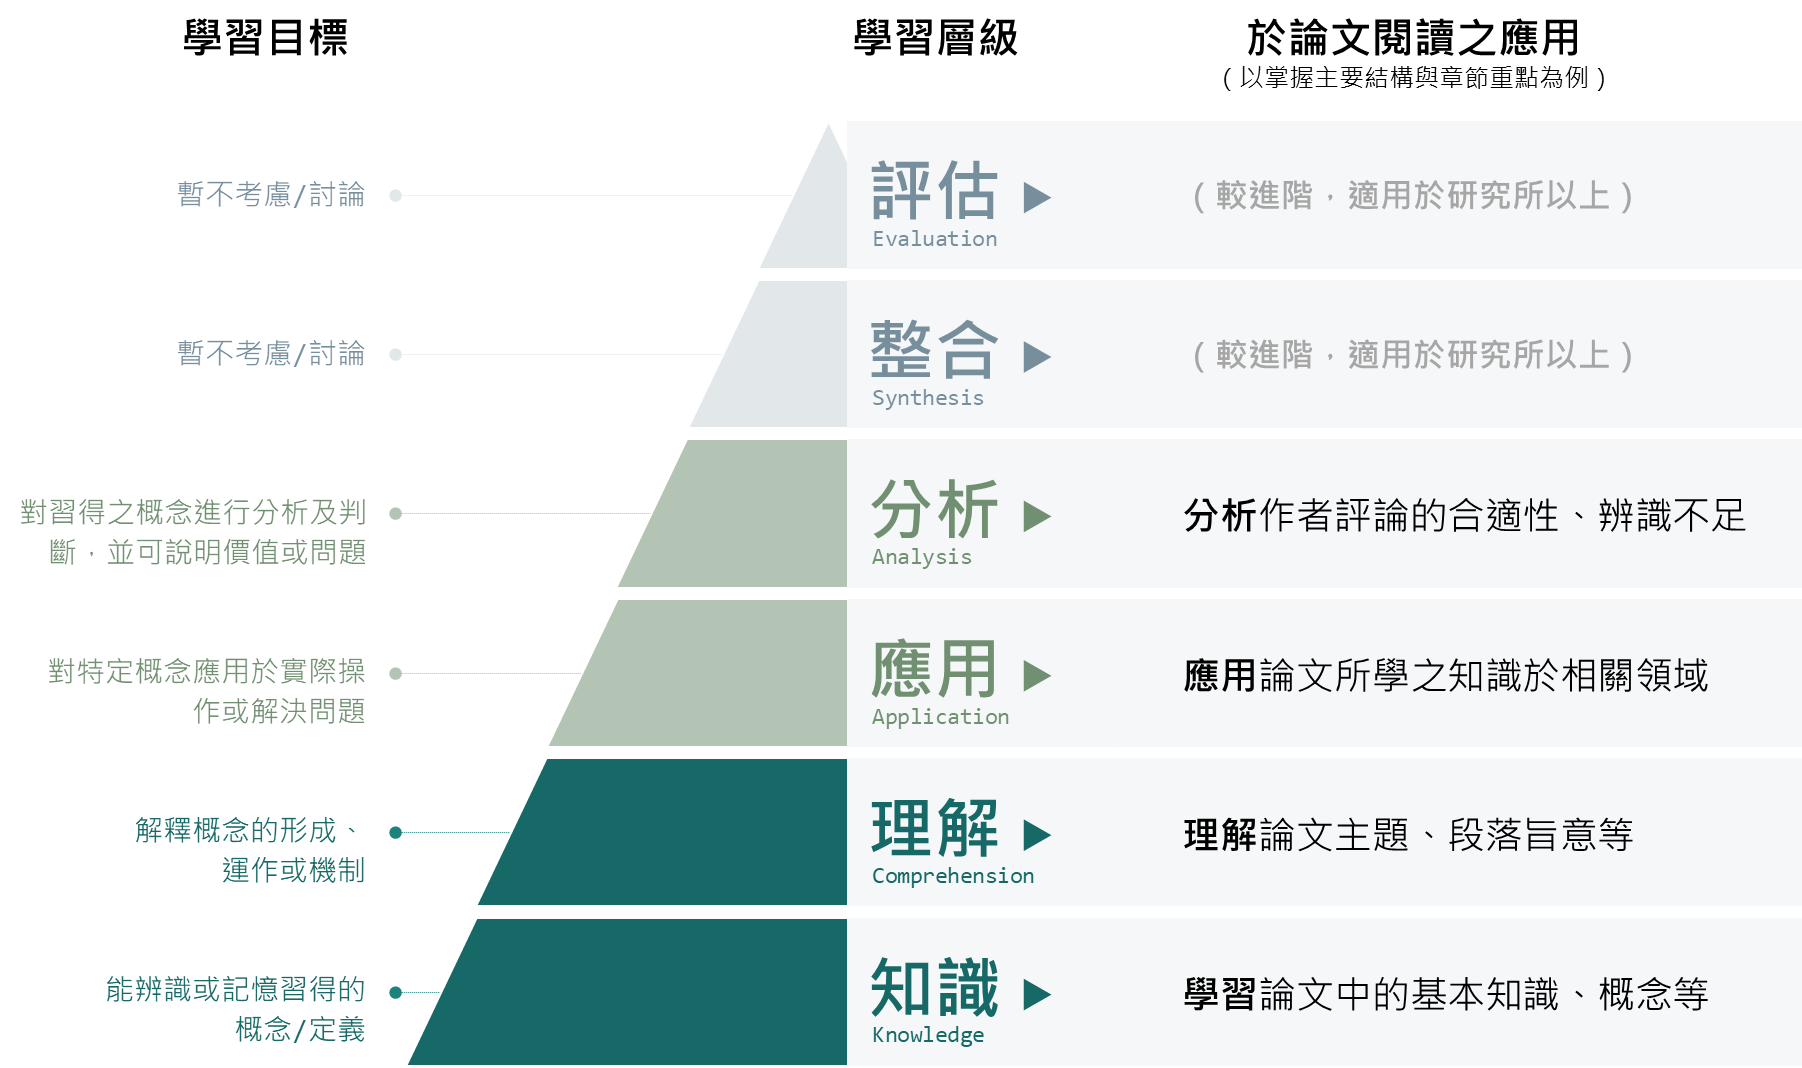 學習目標
學習層級
於論文閱讀之應用
（以掌握主要結構與章節重點為例）
暫不考慮/討論
評估
Evaluation
（較進階，適用於研究所以上）
暫不考慮/討論
整合
Synthesis
（較進階，適用於研究所以上）
對習得之概念進行分析及判
斷，並可說明價值或問題
分析
Analysis
分析作者評論的合適性、辨識不足
對特定概念應用於實際操
作或解決問題
應用
Application
應用論文所學之知識於相關領域
解釋概念的形成、
運作或機制
理解
Comprehension
理解論文主題、段落旨意等
能辨識或記憶習得的
概念/定義
知識
Knowledge
學習論文中的基本知識、概念等